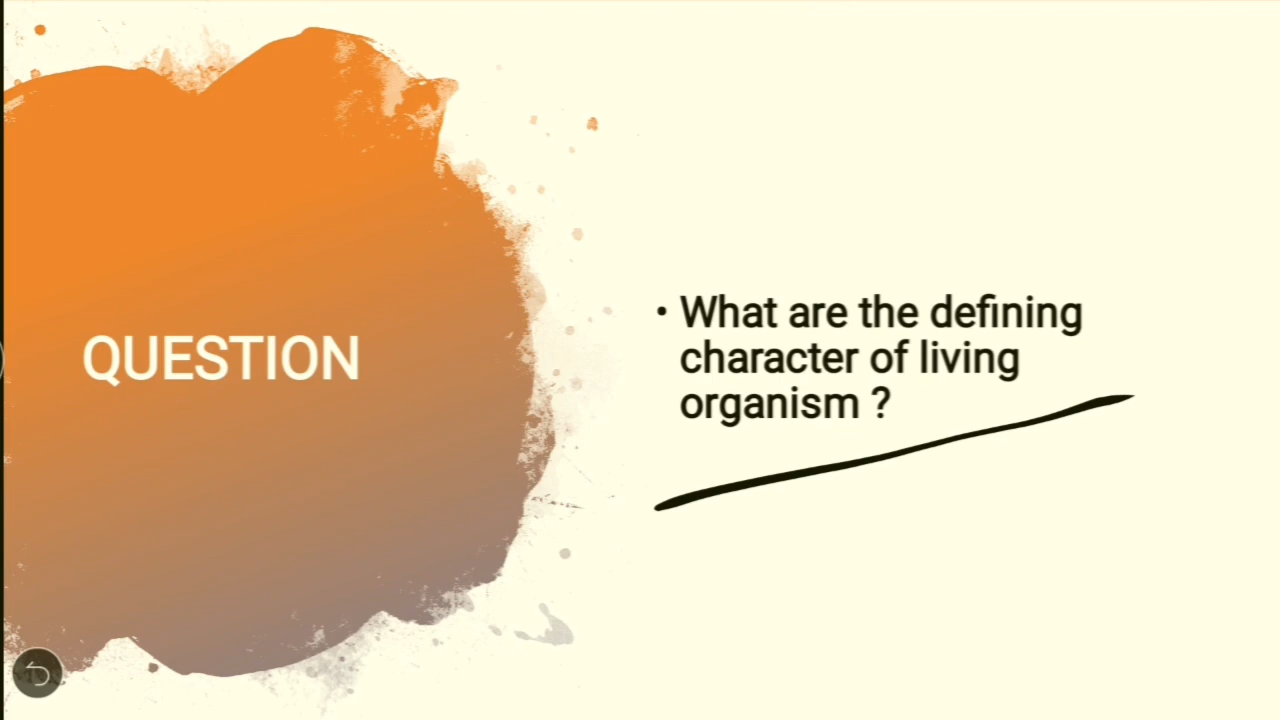 QUESTION
• What are the defining
character of living
organism ?